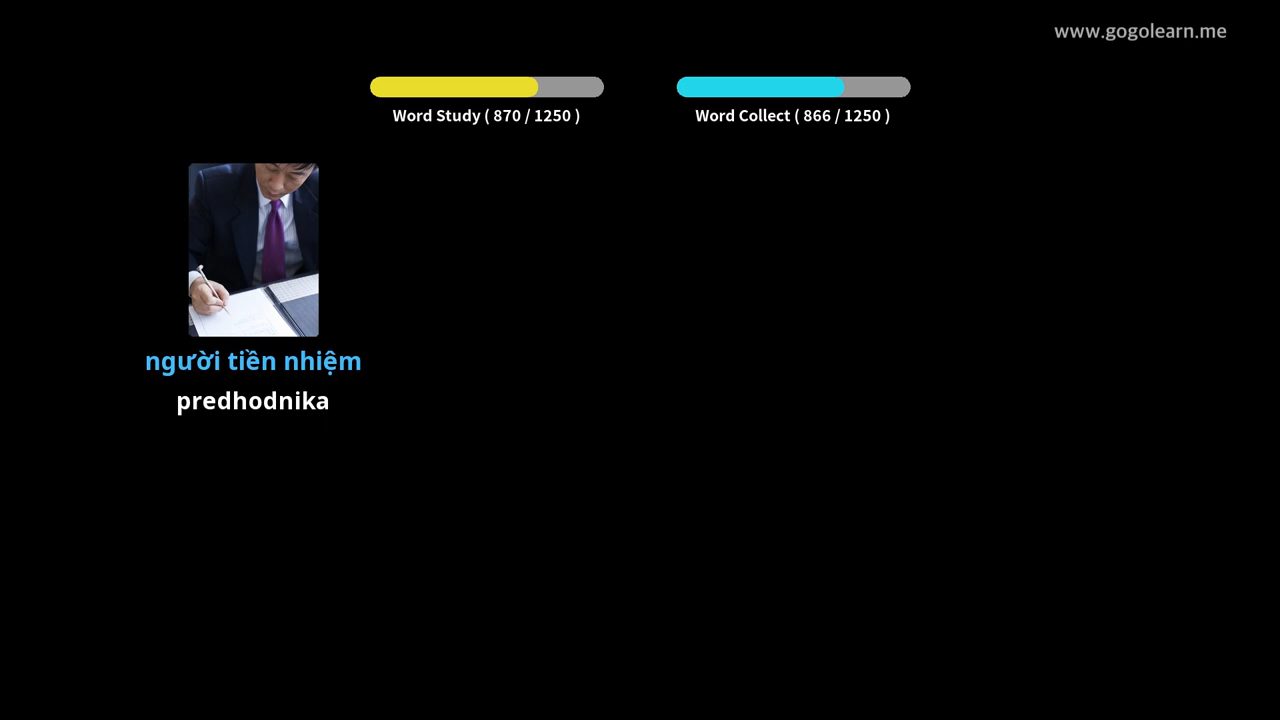 www.gogolearn.me
Word Study ( 870 / 1250 )
Word Collect ( 866 / 1250 )
người tiền nhiệm
predhodnika